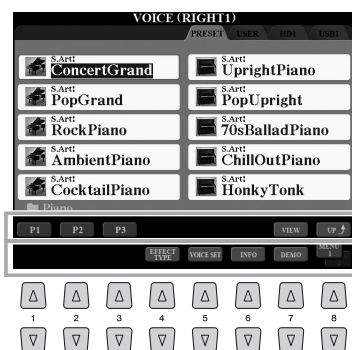 VOICE (RIGHT1)
PRESET USER HD1 USB1
S.Art!
ConcertGrand
S.Art!
UprightPiano
S.Art!
PopGrand
S.Art!
PopUpright
S.Art!
RockPiano
S.Art!
70sBalladPiano
S.Art!
AmbientPiano
S.Art!
ChillOutPiano
S.Art!
CocktailPiano
S.Art!
HonkyTonk
Piano
P1 P2 P3 VIEW UP
EFFECT TYPE VOICE SET INFO DEMO MENU 1
1 2 3 4 5 6 7 8